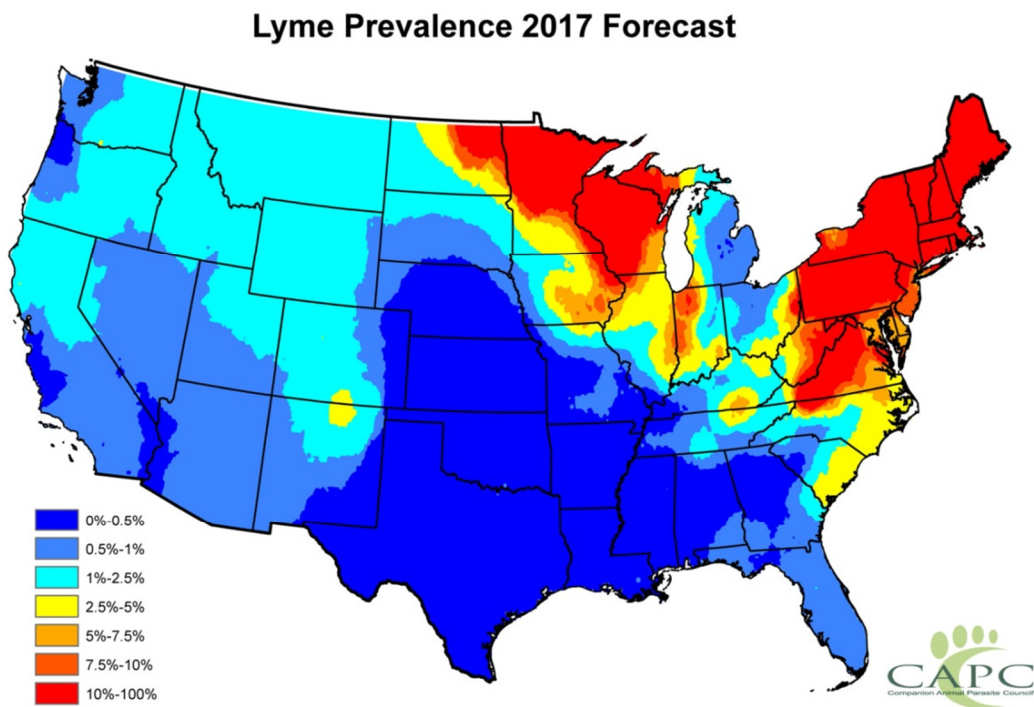 Lyme Prevalence 2017 Forecast
0%-0.5%
0.5%-1%
1%-2.5%
2.5%-5%
5%-7.5%
7.5%-10%
10%-100%
CAPC
Companion Animal Parasite Council